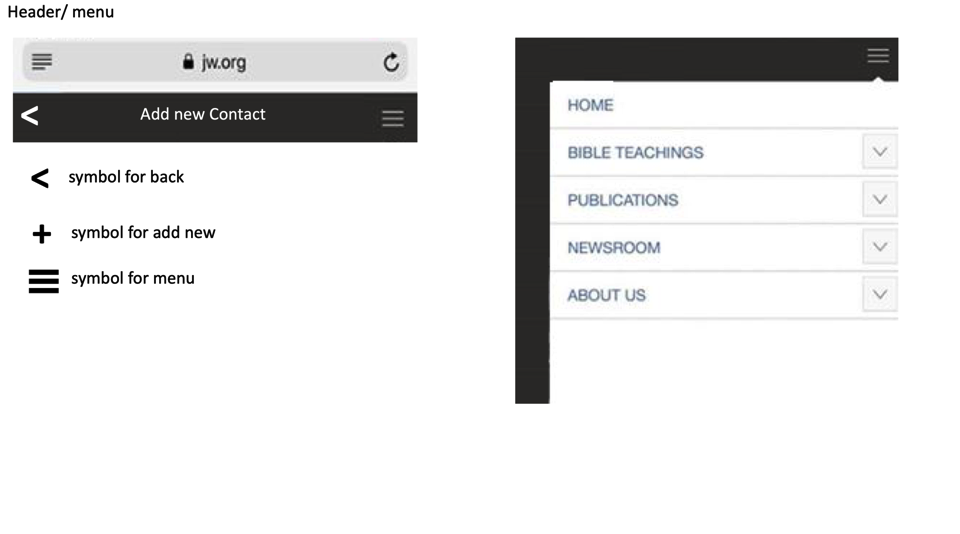 Header/ menu
jw.org
< Add new Contact
< symbol for back
+ symbol for add new
symbol for menu
HOME
BIBLE TEACHINGS
PUBLICATIONS
NEWSROOM
ABOUT US